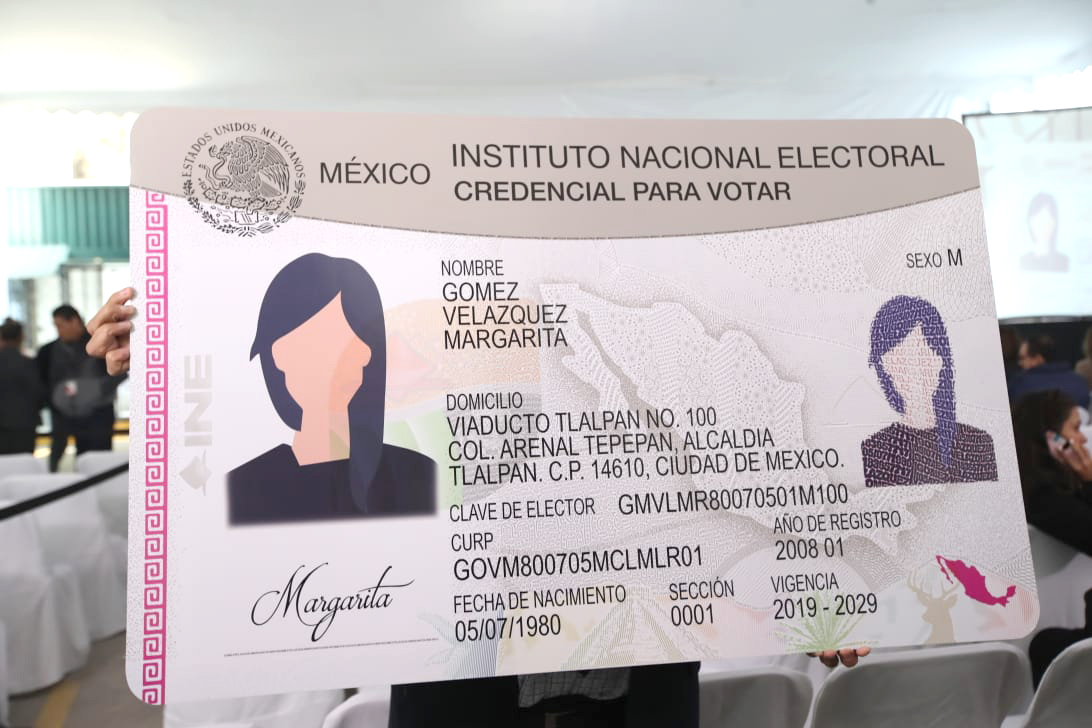 ESTADOS UNIDOS MEXICANOS
MÉXICO
INSTITUTO NACIONAL ELECTORAL
CREDENCIAL PARA VOTAR
SEXO M
NOMBRE
GOMEZ
VELAZQUEZ
MARGARITA
DOMICILIO
VIADUCTO TLALPAN NO. 100
COL. ARENAL TEPEPAN, ALCALDIA
TLALPAN. C.P. 14610, CIUDAD DE MEXICO.
CLAVE DE ELECTOR GMVLMR80070501M100
CURP
GOVM800705MCLMLR01
AÑO DE REGISTRO
2008 01
FECHA DE NACIMIENTO
05/07/1980
SECCIÓN
0001
VIGENCIA
2019 - 2029
INE
Margarita